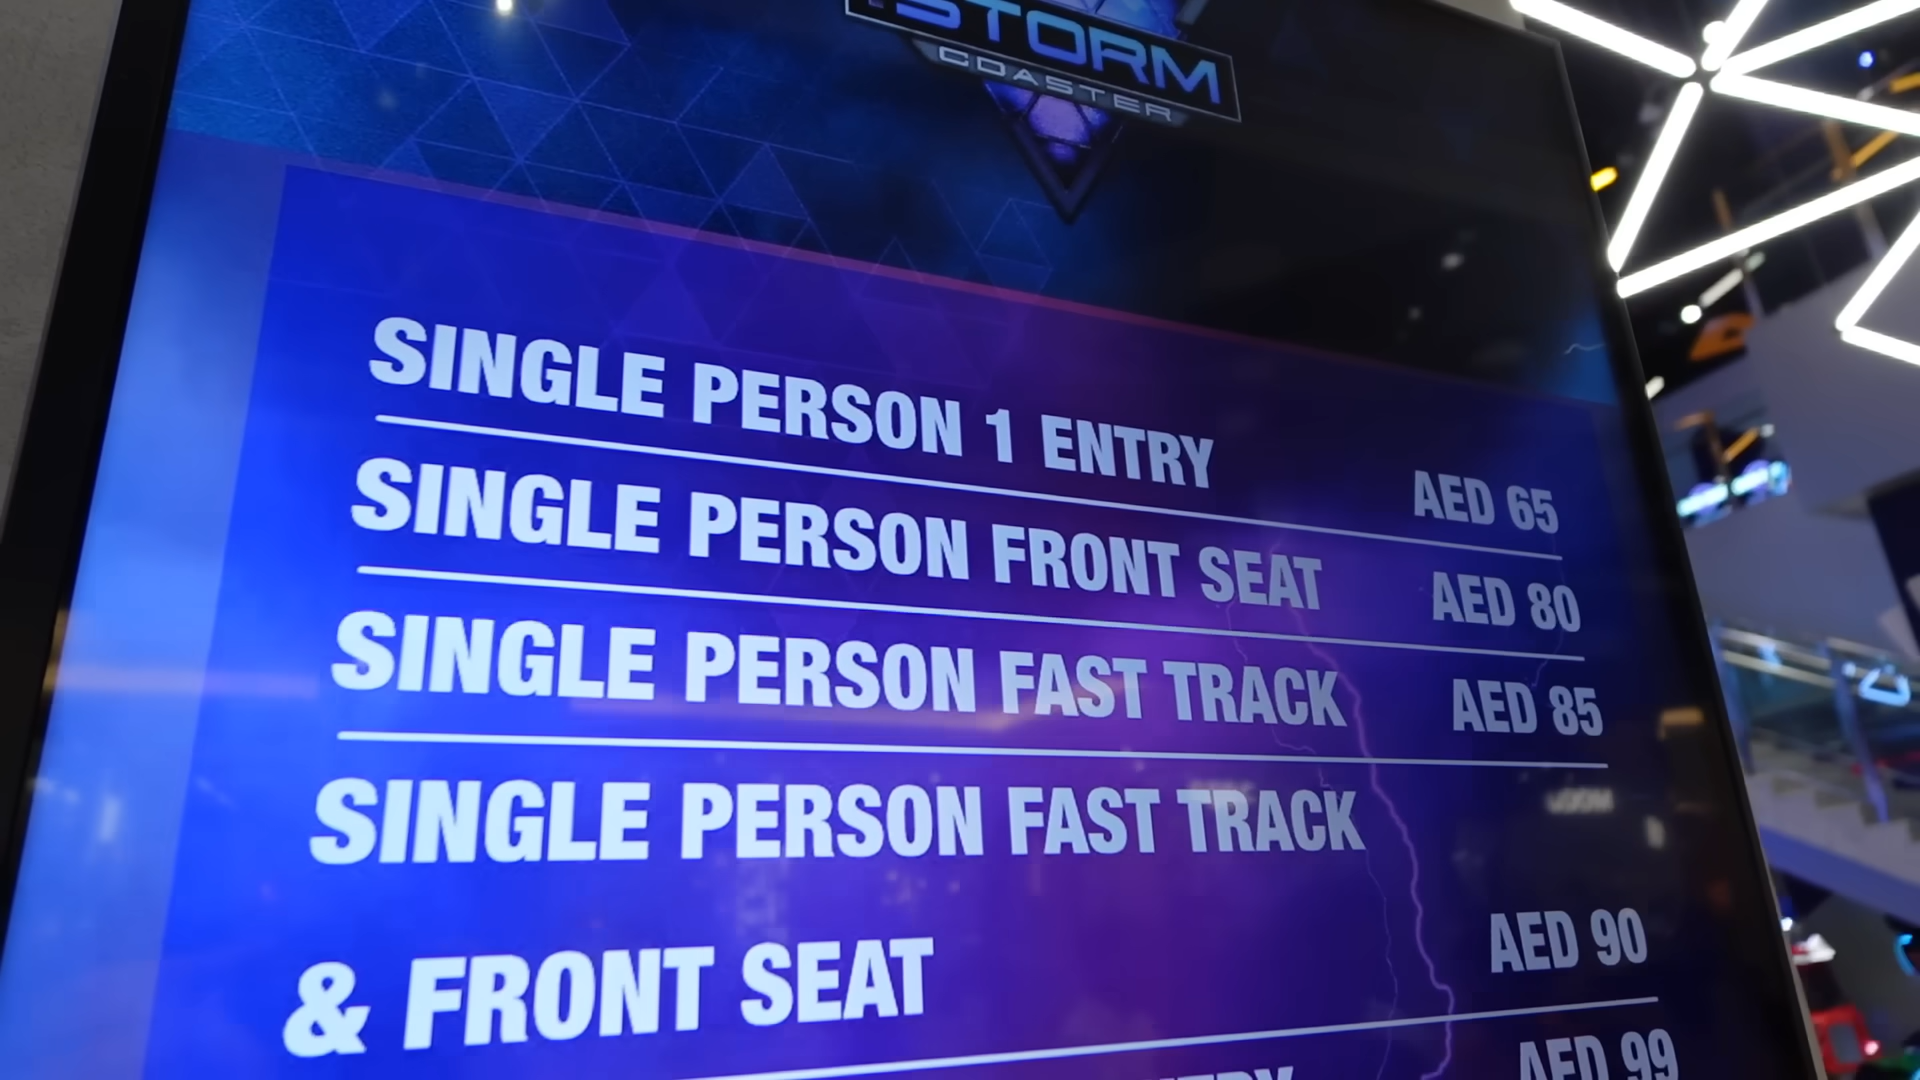 STORM
COASTER
SINGLE PERSON 1 ENTRY AED 65
SINGLE PERSON FRONT SEAT AED 80
SINGLE PERSON FAST TRACK AED 85
SINGLE PERSON FAST TRACK
& FRONT SEAT AED 90
AED 99